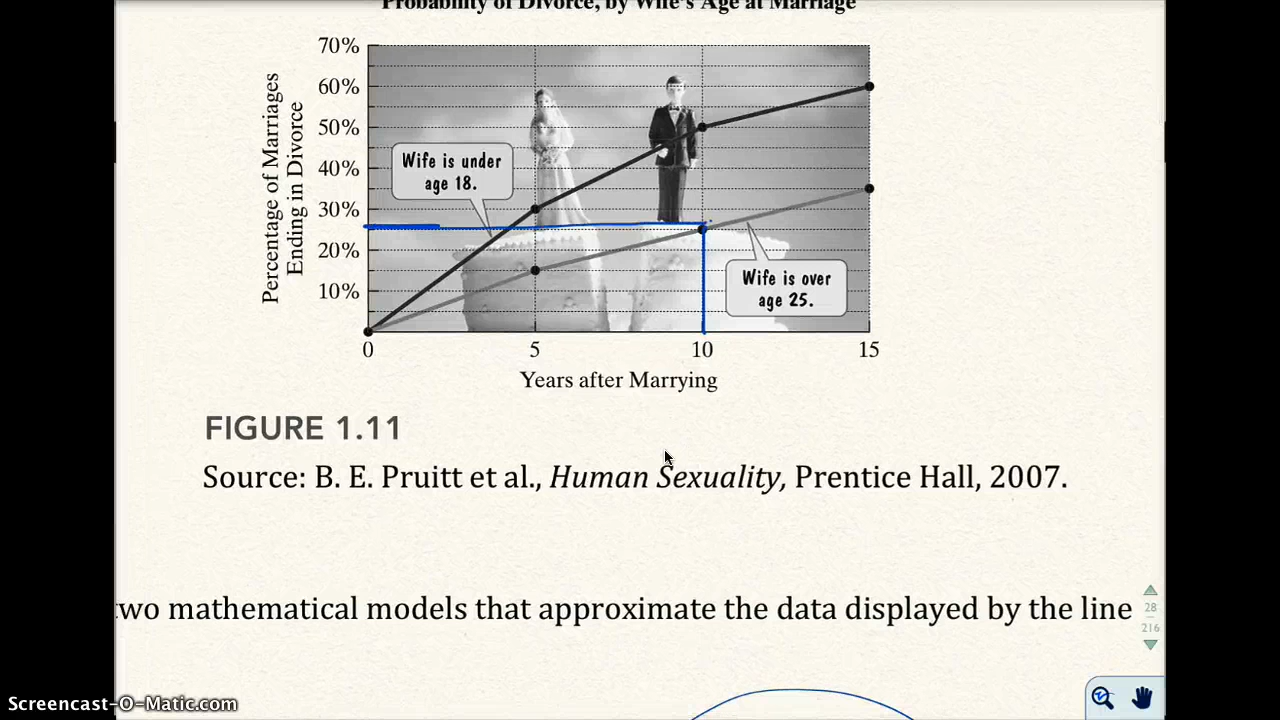 Probability of Divorce, by Wife's Age at Marriage
Percentage of Marriages
Ending in Divorce
70%
60%
50%
40%
30%
20%
10%
Wife is under
age 18.
Wife is over
age 25.
0
5
10
15
Years after Marrying
FIGURE 1.11
Source: B. E. Pruitt et al., Human Sexuality, Prentice Hall, 2007.
two mathematical models that approximate the data displayed by the line
28
216
Screencast-O-Matic.com